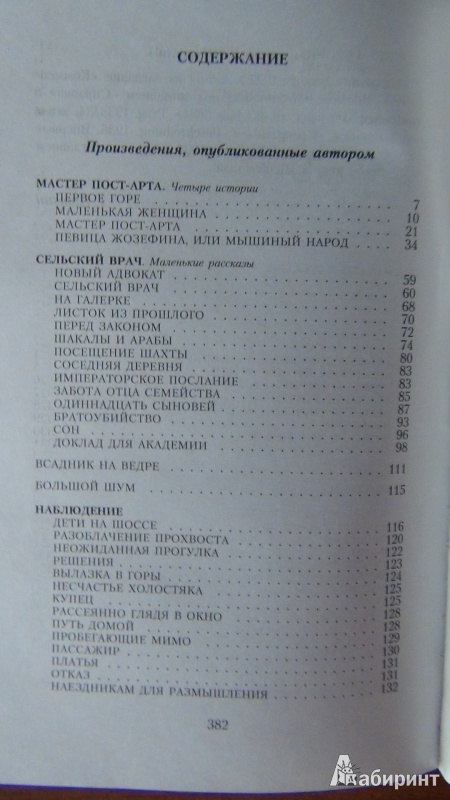 СОДЕРЖАНИЕ
Произведения, опубликованные автором
МАСТЕР ПОСТ-АРТА. Четыре истории
ПЕРВОЕ ГОРЕ 7
МАЛЕНЬКАЯ ЖЕНЩИНА 10
МАСТЕР ПОСТ-АРТА 21
ПЕВИЦА ЖОЗЕФИНА, ИЛИ МЫШИНЫЙ НАРОД 34
СЕЛЬСКИЙ ВРАЧ. Маленькие рассказы
НОВЫЙ АДВОКАТ 59
СЕЛЬСКИЙ ВРАЧ 60
НА ГАЛЕРКЕ 68
ЛИСТОК ИЗ ПРОШЛОГО 70
ПЕРЕД ЗАКОНОМ 72
ШАКАЛЫ И АРАБЫ 74
ПОСЕЩЕНИЕ ШАХТЫ 80
СОСЕДНЯЯ ДЕРЕВНЯ 83
ИМПЕРАТОРСКОЕ ПОСЛАНИЕ 83
ЗАБОТА ОТЦА СЕМЕЙСТВА 85
ОДИННАДЦАТЬ СЫНОВЕЙ 87
БРАТОУБИЙСТВО 93
СОН 96
ДОКЛАД ДЛЯ АКАДЕМИИ 98
ВСАДНИК НА ВЕДРЕ 111
БОЛЬШОЙ ШУМ 115
НАБЛЮДЕНИЕ
ДЕТИ НА ШОССЕ 116
РАЗОБЛАЧЕНИЕ ПРОХВОСТА 120
НЕОЖИДАННАЯ ПРОГУЛКА 122
РЕШЕНИЯ 123
ВЫЛАЗКА В ГОРЫ 124
НЕСЧАСТЬЕ ХОЛОСТЯКА 125
КУПЕЦ 125
РАССЕЯННО ГЛЯДЯ В ОКНО 128
ПУТЬ ДОМОЙ 128
ПРОБЕГАЮЩИЕ МИМО 129
ПАССАЖИР 130
ПЛАТЬЯ 131
ОТКАЗ 131
НАЕЗДНИКАМ ДЛЯ РАЗМЫШЛЕНИЯ 132
382
Лабиринт